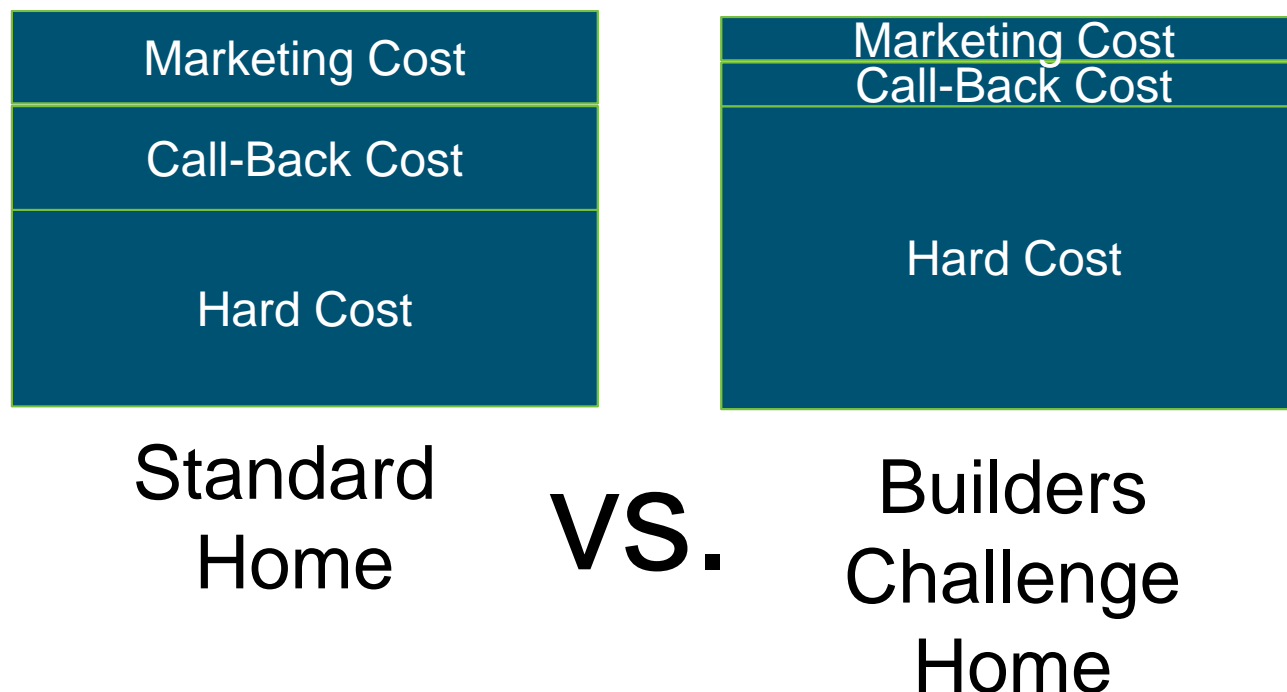 Marketing Cost
Call-Back Cost
Hard Cost
Standard
Home
vs.
Marketing Cost
Call-Back Cost
Hard Cost
Builders
Challenge
Home